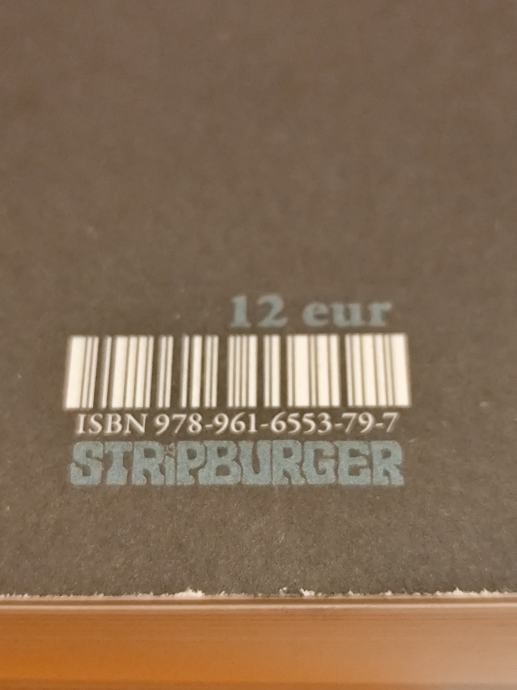 12 eur
ISBN 978-961-6553-79-7
STRiPBURGER